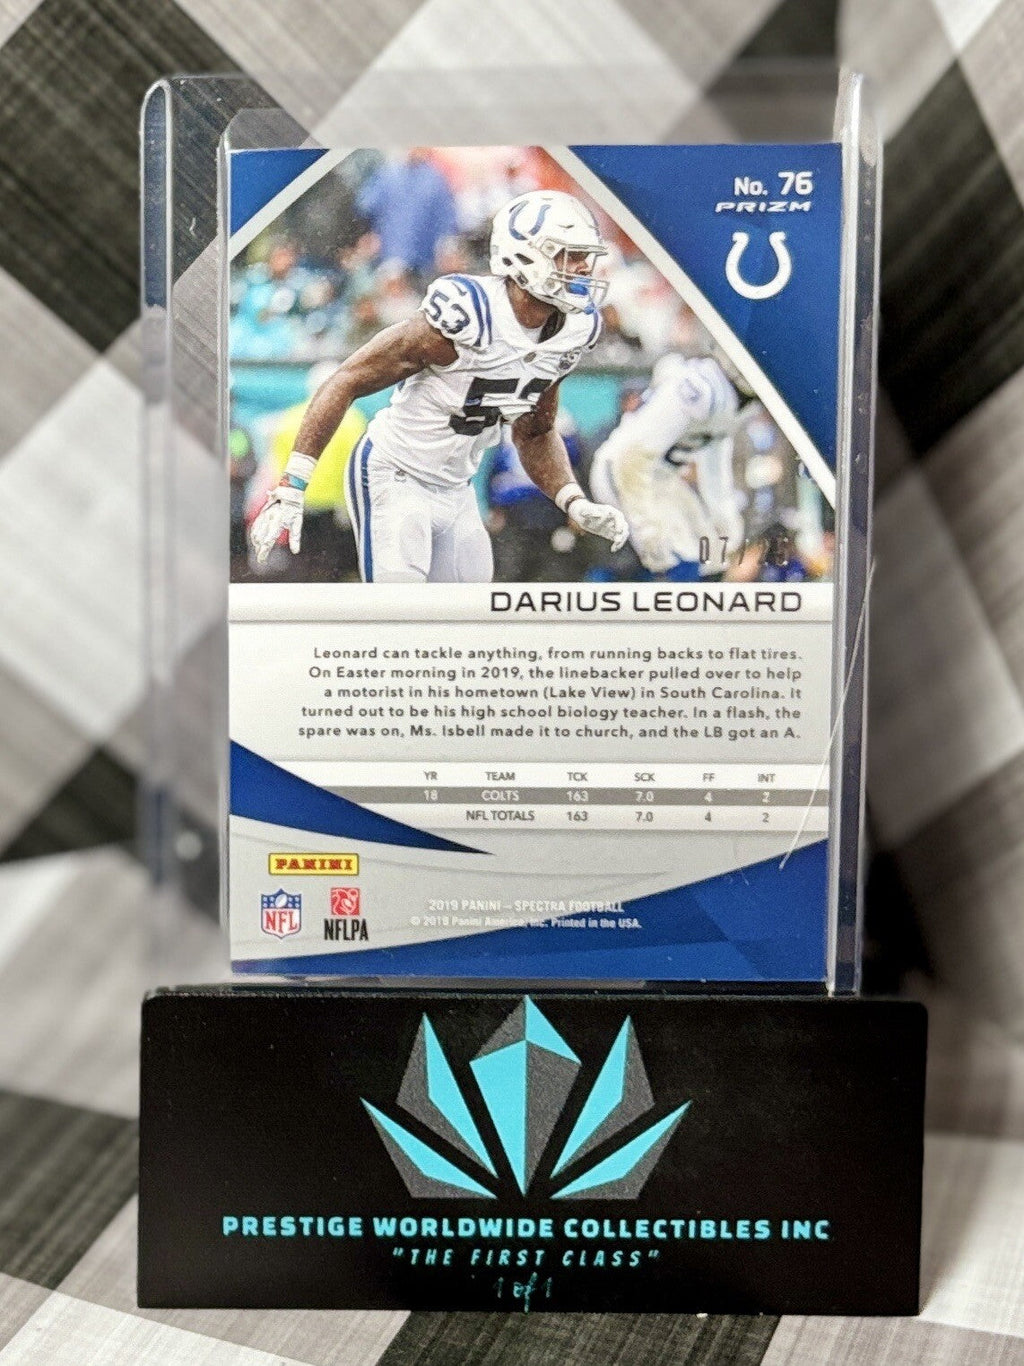 No. 76
PRIZM
53
53
07/25
DARIUS LEONARD
Leonard can tackle anything, from running backs to flat tires.
On Easter morning in 2019, the linebacker pulled over to help
a motorist in his hometown (Lake View) in South Carolina. It
turned out to be his high school biology teacher. In a flash, the
spare was on, Ms. Isbell made it to church, and the LB got an A.
YR TEAM TCK SCK FF INT
18 COLTS 163 7.0 4 2
NFL TOTALS 163 7.0 4 2
PANINI
NFL
NFLPA
2019 PANINI – SPECTRA FOOTBALL
© 2019 Panini America, Inc. Printed in the USA.
PRESTIGE WORLDWIDE COLLECTIBLES INC
"THE FIRST CLASS"
1 of 1